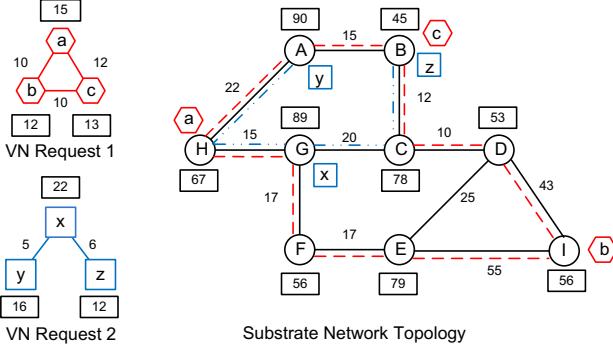 15
a
10
12
b
10
c
12
13
VN Request 1
22
x
5
6
y
z
16
12
VN Request 2
90
45
A
15
B
c
y
z
22
12
a
89
53
H
15
G
20
C
10
D
67
x
78
17
25
43
F
17
E
I
b
55
56
79
56
Substrate Network Topology